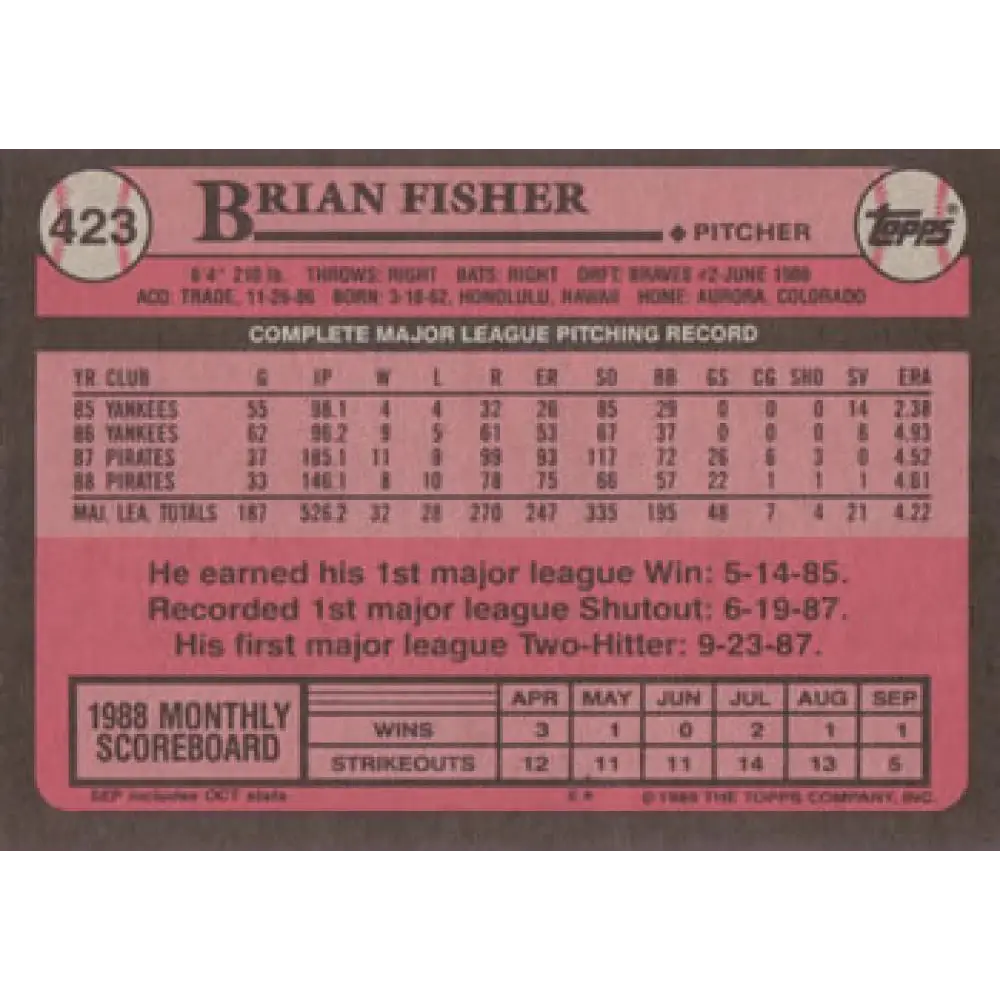 423
BRIAN FISHER
PITCHER
topps®
6'4" 210 lb. THROWS: RIGHT BATS: RIGHT DRFT: BRAVES #2-JUNE 1980
ACQ: TRADE, 11-26-86 BORN: 3-18-62, HONOLULU, HAWAII HOME: AURORA, COLORADO
COMPLETE MAJOR LEAGUE PITCHING RECORD
YR CLUB G IP W L R ER SO BB GS CG SHO SV ERA
85 YANKEES 55 98.1 4 4 32 26 85 29 0 0 0 14 2.38
86 YANKEES 62 96.2 9 5 61 53 67 37 0 0 0 6 4.93
87 PIRATES 37 185.1 11 9 99 93 117 72 26 6 3 0 4.52
88 PIRATES 33 146.1 8 10 78 75 66 57 22 1 1 1 4.61
MAJ. LEA. TOTALS 187 526.2 32 28 270 247 335 195 48 7 4 21 4.22
He earned his 1st major league Win: 5-14-85.
Recorded 1st major league Shutout: 6-19-87.
His first major league Two-Hitter: 9-23-87.
1988 MONTHLY SCOREBOARD
APR MAY JUN JUL AUG SEP
WINS 3 1 0 2 1 1
STRIKEOUTS 12 11 11 14 13 5
SEP includes OCT stats
© 1989 THE TOPPS COMPANY, INC.